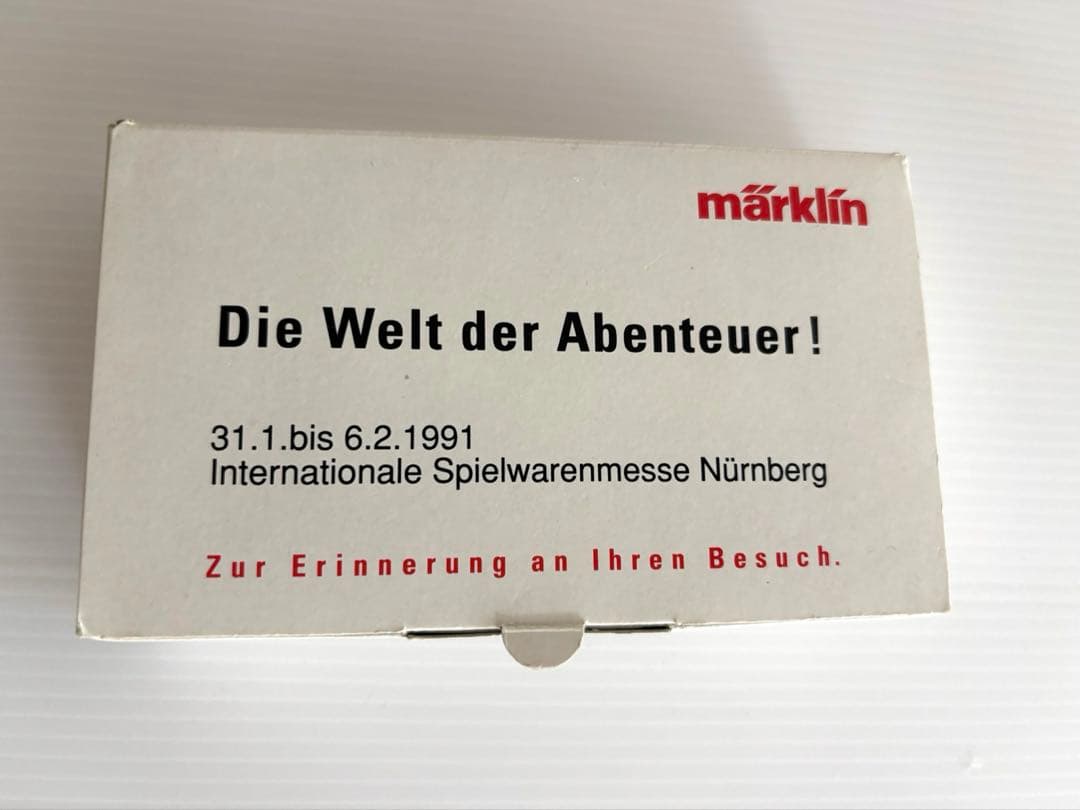 märklin
Die Welt der Abenteuer!
31.1.bis 6.2.1991
Internationale Spielwarenmesse Nürnberg
Zur Erinnerung an Ihren Besuch.